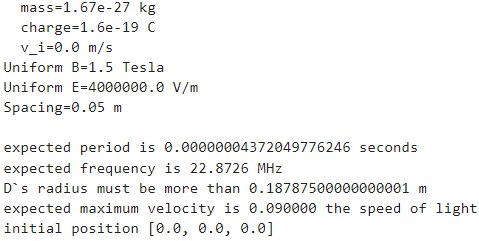 mass=1.67e-27 kg
charge=1.6e-19 C
v_i=0.0 m/s
Uniform B=1.5 Tesla
Uniform E=4000000.0 V/m
Spacing=0.05 m
expected period is 0.00000004372049776246 seconds
expected frequency is 22.8726 MHz
D`s radius must be more than 0.18787500000000001 m
expected maximum velocity is 0.090000 the speed of light
initial position [0.0, 0.0, 0.0]